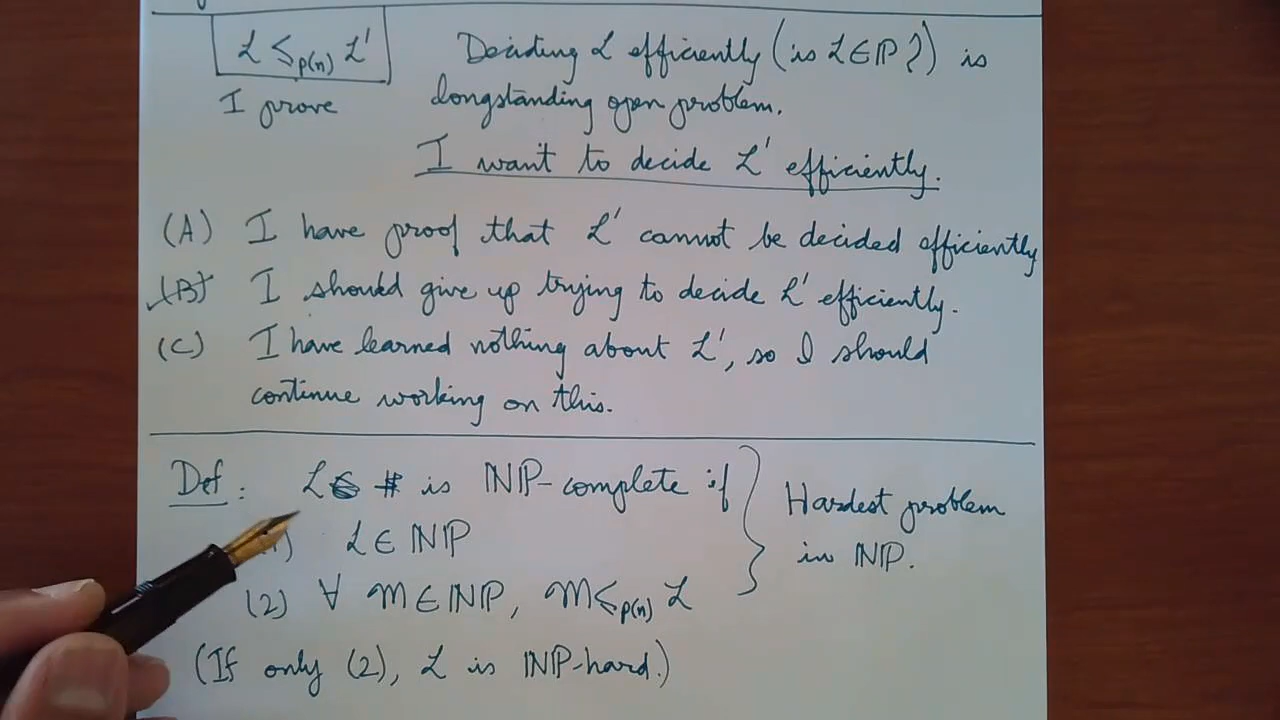 L ≤p(n) L' Deciding L efficiently (is L∈P?) is
I prove longstanding open problem.
I want to decide L' efficiently.
(A) I have proof that L' cannot be decided efficiently
(B) I should give up trying to decide L' efficiently.
(C) I have learned nothing about L', so I should
continue working on this.
Def: L is NP-complete if
L ∈ NP
(2) ∀ M ∈ NP, M ≤p(n) L
Hardest problem
in NP.
(If only (2), L is NP-hard.)